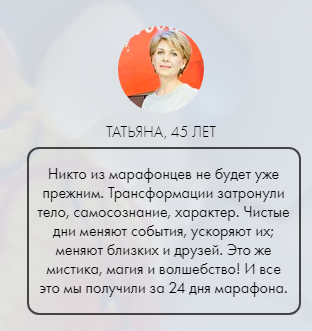 ТАТЬЯНА, 45 ЛЕТ
Никто из марафонцев не будет уже
прежним. Трансформации затронули
тело, самосознание, характер. Чистые
дни меняют события, ускоряют их;
меняют близких и друзей. Это же
мистика, магия и волшебство! И все
это мы получили за 24 дня марафона.